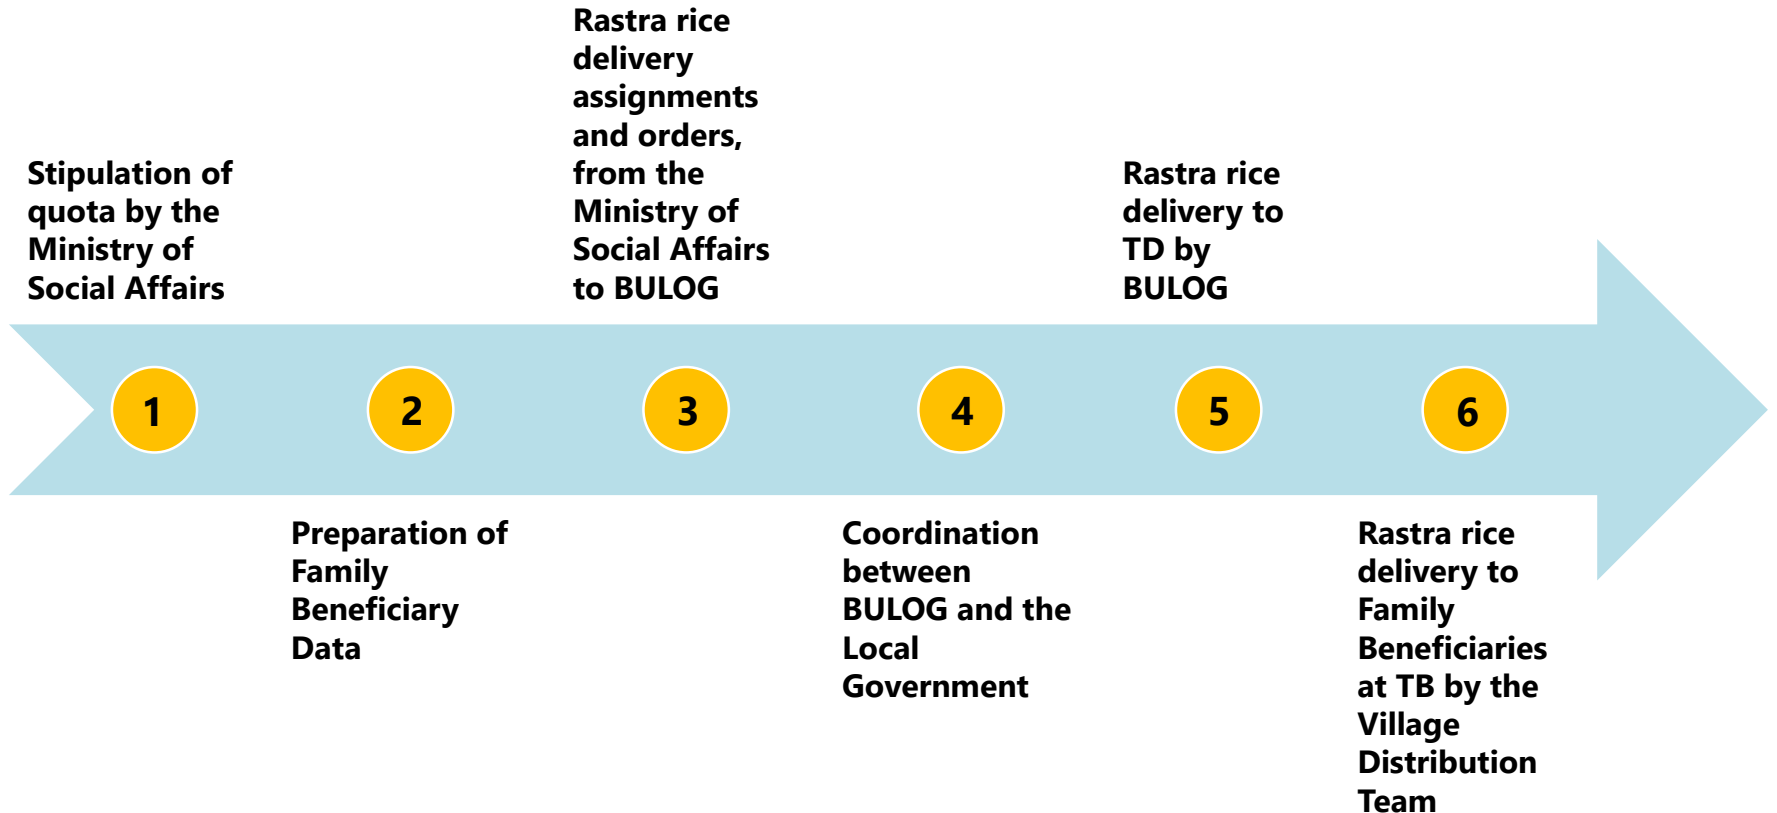 Stipulation of
quota by the
Ministry of
Social Affairs
1
Preparation of
Family
Beneficiary
Data
2
Rastra rice
delivery
assignments
and orders,
from the
Ministry of
Social Affairs
to BULOG
3
Coordination
between
BULOG and the
Local
Government
4
Rastra rice
delivery to
TD by
BULOG
5
Rastra rice
delivery to
Family
Beneficiaries
at TB by the
Village
Distribution
Team
6